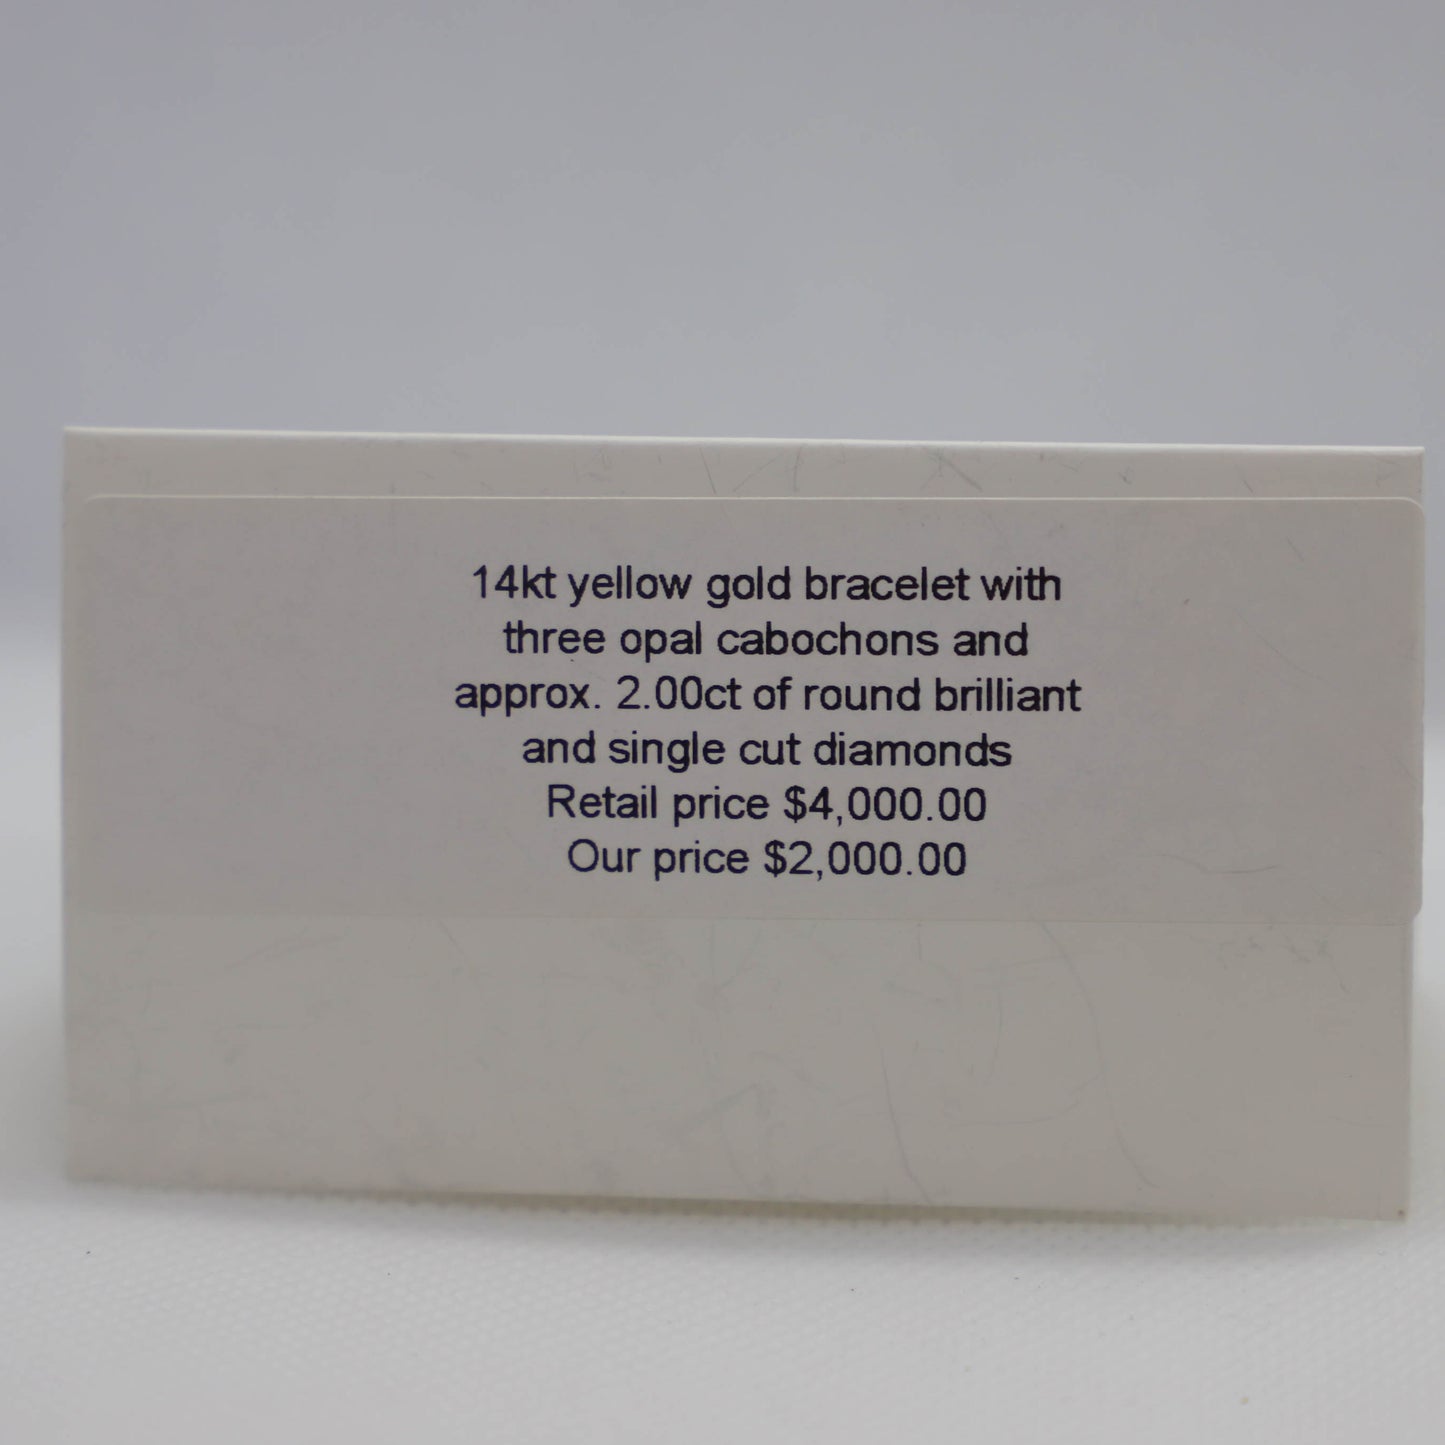 14kt yellow gold bracelet with
three opal cabochons and
approx. 2.00ct of round brilliant
and single cut diamonds
Retail price $4,000.00
Our price $2,000.00